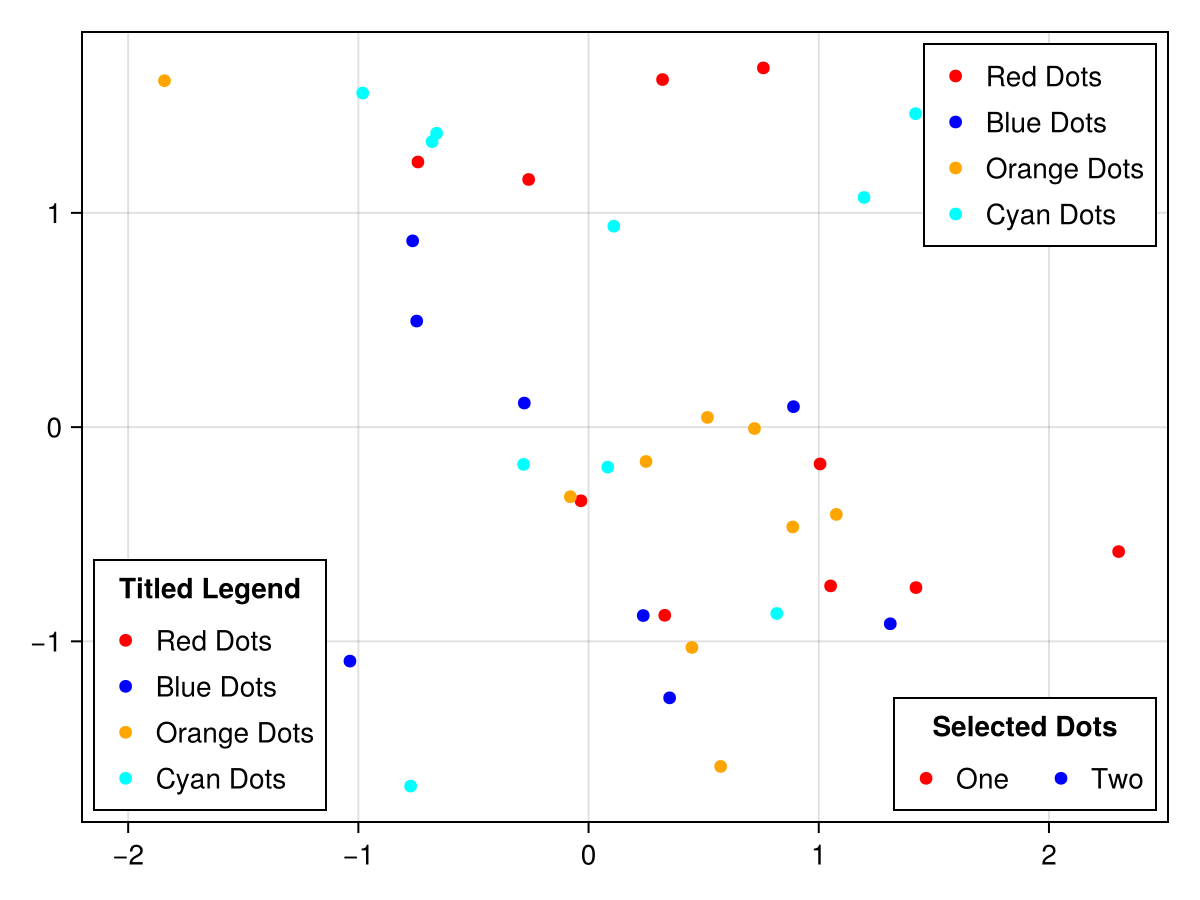 Red Dots
Blue Dots
Orange Dots
Cyan Dots
1
0
−1
Titled Legend
Red Dots
Blue Dots
Orange Dots
Cyan Dots
Selected Dots
One Two
−2 −1 0 1 2